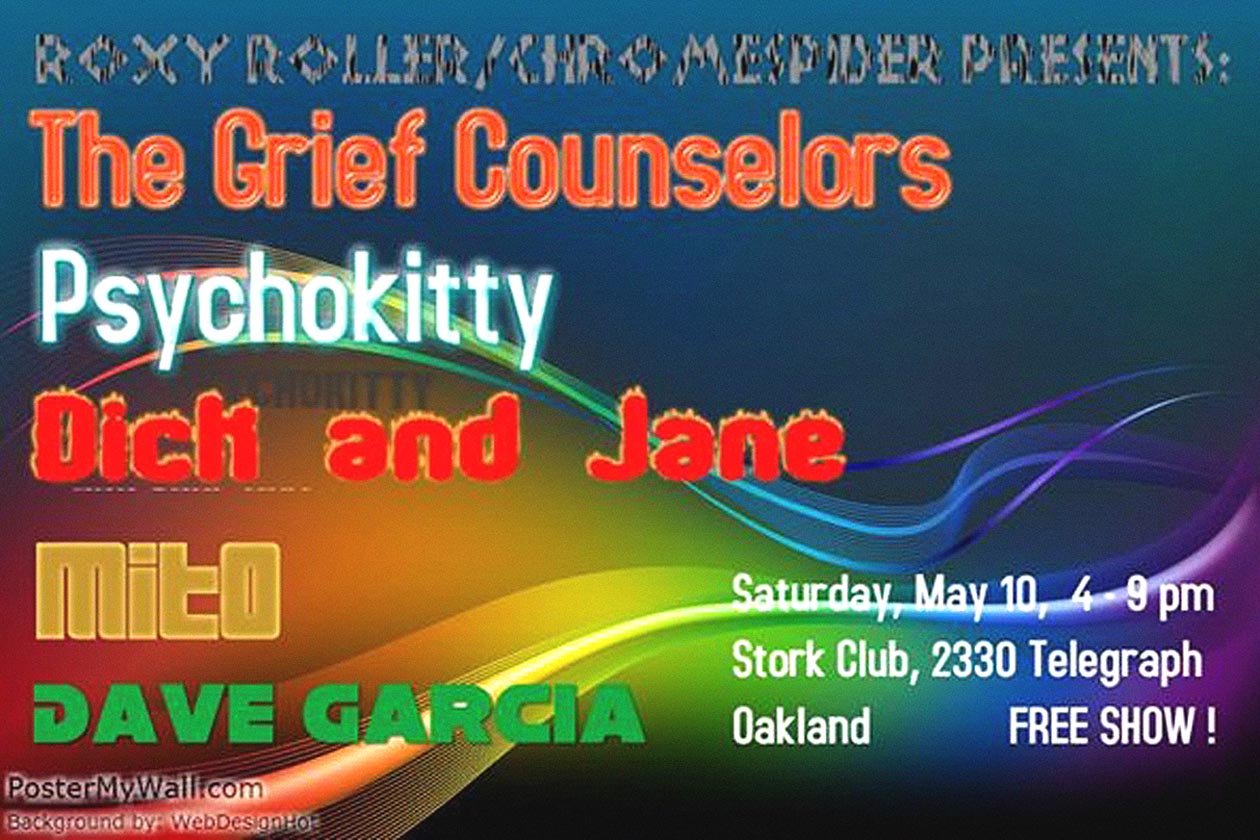 ROXY ROLLER/CHROMESPIDER PRESENTS:
The Grief Counselors
Psychokitty
PSYCHOKITTY
Dick and Jane
Mito
DAVE GARCIA
Saturday, May 10, 4 - 9 pm
Stork Club, 2330 Telegraph
Oakland FREE SHOW !
PosterMyWall.com
Background by: WebDesignHot